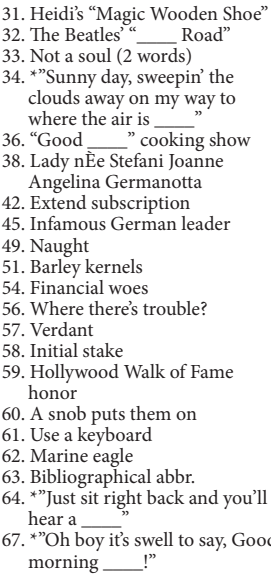 31. Heidi’s “Magic Wooden Shoe”
32. The Beatles’ “____ Road”
33. Not a soul (2 words)
34. *”Sunny day, sweepin’ the
clouds away on my way to
where the air is ____”
36. “Good ____” cooking show
38. Lady nÈe Stefani Joanne
Angelina Germanotta
42. Extend subscription
45. Infamous German leader
49. Naught
51. Barley kernels
54. Financial woes
56. Where there’s trouble?
57. Verdant
58. Initial stake
59. Hollywood Walk of Fame
honor
60. A snob puts them on
61. Use a keyboard
62. Marine eagle
63. Bibliographical abbr.
64. *”Just sit right back and you’ll
hear a ____”
67. *”Oh boy it’s swell to say, Good
morning ____!”